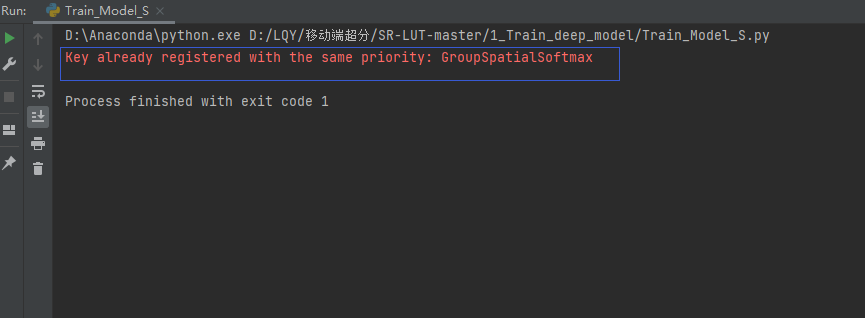 Run: Train_Model_S
D:\Anaconda\python.exe D:/LQY/移动端超分/SR-LUT-master/1_Train_deep_model/Train_Model_S.py
Key already registered with the same priority: GroupSpatialSoftmax
Process finished with exit code 1